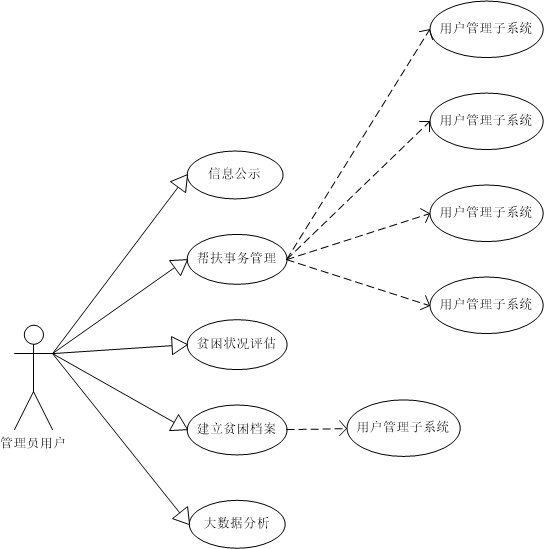 用户管理子系统
用户管理子系统
信息公示
用户管理子系统
帮扶事务管理
用户管理子系统
贫困状况评估
建立贫困档案
用户管理子系统
管理员用户
大数据分析